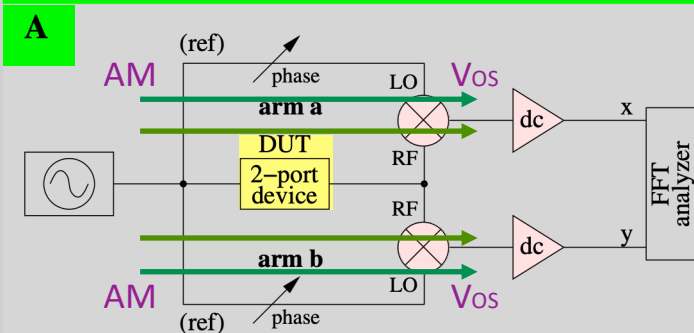 A
(ref)
AM
phase
LO
Vos
arm a
dc
x
DUT
RF
2-port
device
FFT
analyzer
RF
dc
y
arm b
AM
LO
Vos
(ref)
phase